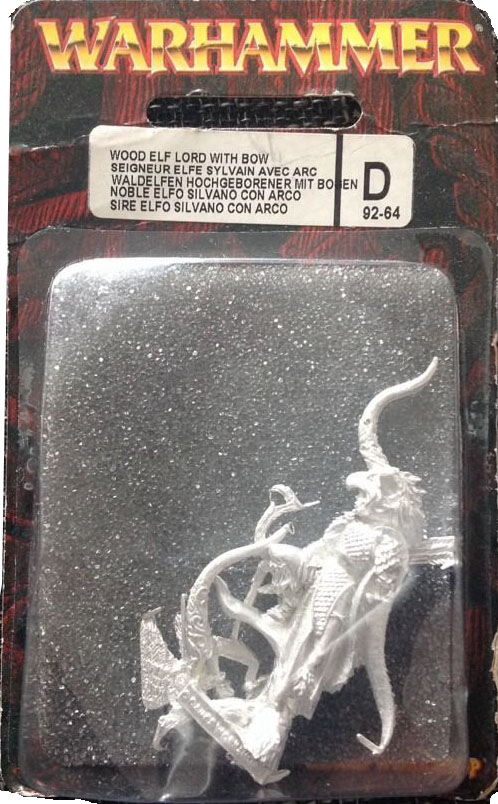 WARHAMMER®
WOOD ELF LORD WITH BOW
SEIGNEUR ELFE SYLVAIN AVEC ARC
WALDELFEN HOCHGEBORENER MIT BOGEN
NOBLE ELFO SILVANO CON ARCO
SIRE ELFO SILVANO CON ARCO
D
92-64